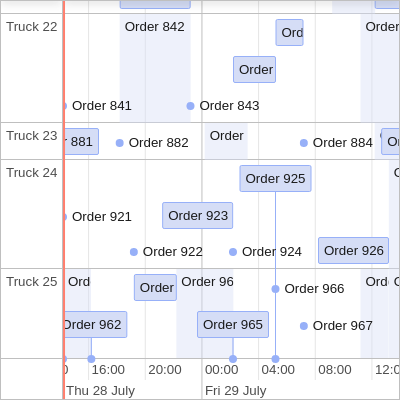 Truck 22
Order 842
Ord
Order
Order
Order 841
Order 843
Truck 23
881
Order 882
Order
Order 884
Truck 24
Order 925
Order 921
Order 923
Order 922
Order 924
Order 926
Truck 25
Ord
Order
Order 96
Order 966
Ord
Order 962
Order 965
Order 967
16:00
20:00
00:00
04:00
08:00
12:0
Thu 28 July
Fri 29 July